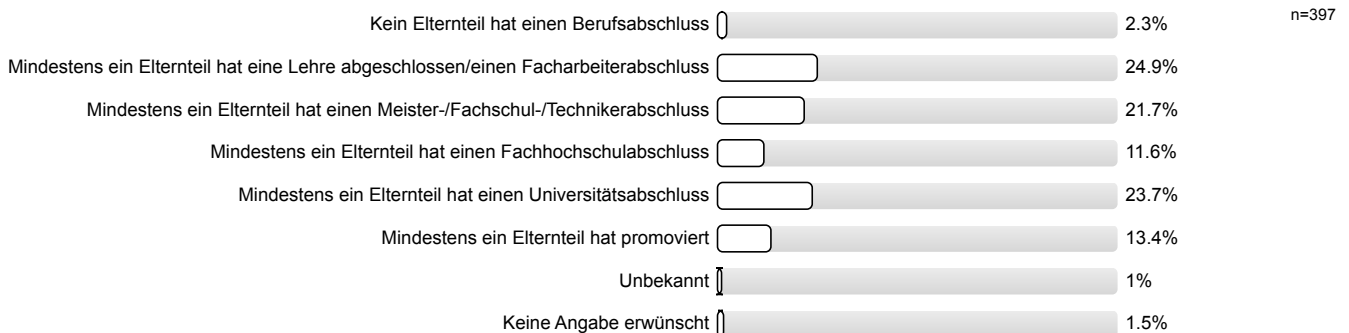 Kein Elternteil hat einen Berufsabschluss 2.3% n=397
Mindestens ein Elternteil hat eine Lehre abgeschlossen/einen Facharbeiterabschluss 24.9%
Mindestens ein Elternteil hat einen Meister-/Fachschul-/Technikerabschluss 21.7%
Mindestens ein Elternteil hat einen Fachhochschulabschluss 11.6%
Mindestens ein Elternteil hat einen Universitätsabschluss 23.7%
Mindestens ein Elternteil hat promoviert 13.4%
Unbekannt 1%
Keine Angabe erwünscht 1.5%